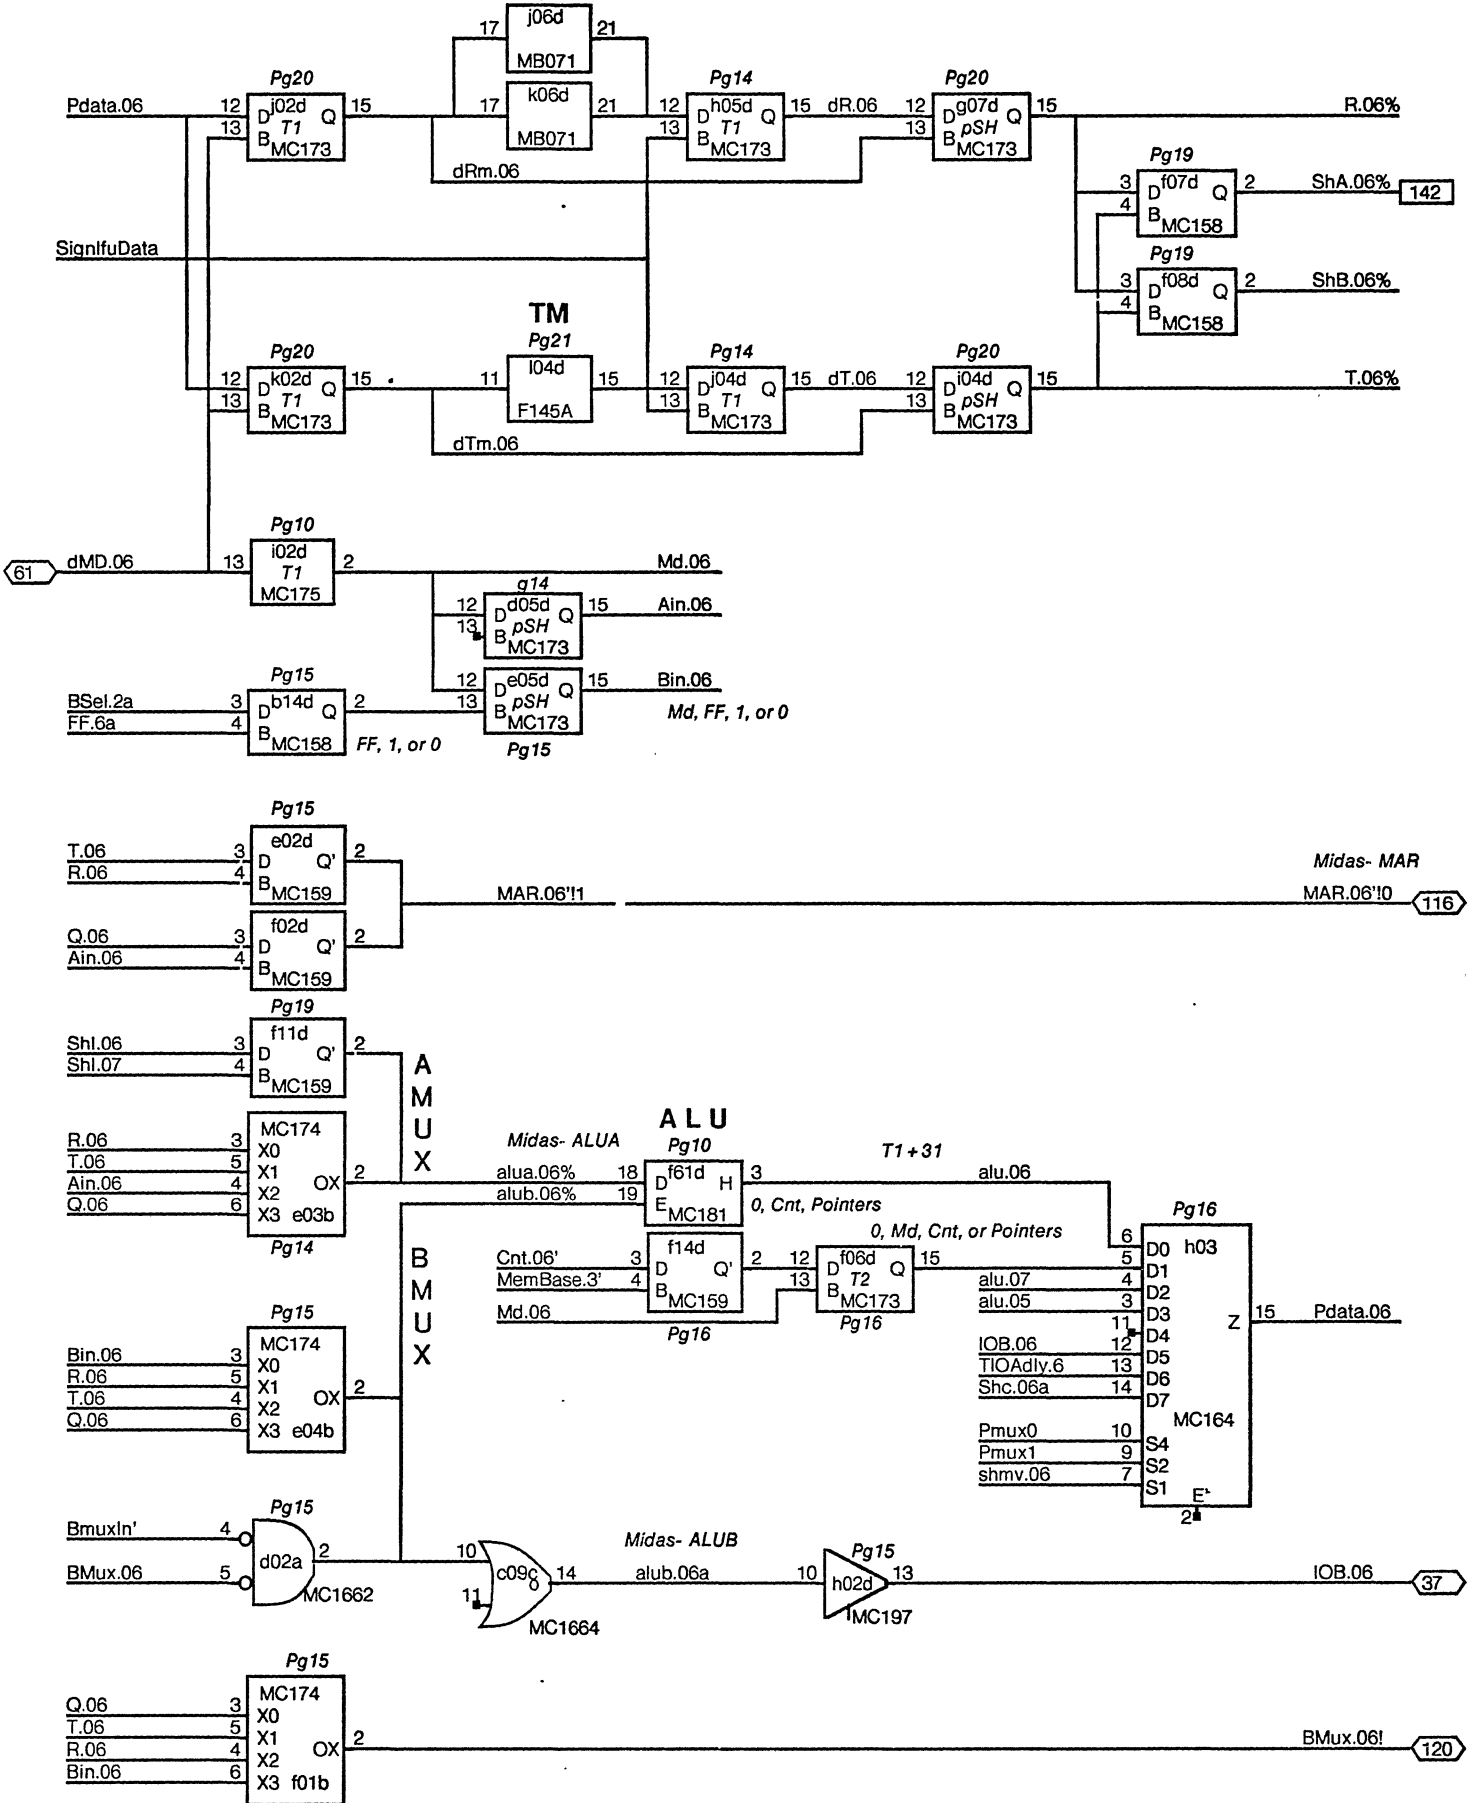 j06d
17
21
MB071
Pg20
Pg14
Pg20
Pdata.06
12
D
j02d
Q
15
17
k06d
21
12
D
h05d
Q
15
dR.06
12
D
g07d
Q
15
R.06%
13
B
T1
MC173
MB071
13
B
T1
MC173
13
B
pSH
MC173
dRm.06
Pg19
3
D
f07d
Q
2
ShA.06%
142
4
B
MC158
SignIfuData
Pg19
3
D
f08d
Q
2
ShB.06%
4
B
MC158
TM
Pg20
Pg21
Pg14
Pg20
12
D
k02d
Q
15
11
l04d
15
12
D
j04d
Q
15
dT.06
12
D
i04d
Q
15
T.06%
13
B
T1
MC173
F145A
13
B
T1
MC173
13
B
pSH
MC173
dTm.06
Pg10
61
dMD.06
13
i02d
2
Md.06
T1
MC175
g14
12
D
d05d
Q
15
Ain.06
13
B
pSH
MC173
Pg15
12
D
e05d
Q
15
Bin.06
BSel.2a
3
D
b14d
Q
2
13
B
pSH
MC173
Md, FF, 1, or 0
FF.6a
4
B
MC158
FF, 1, or 0
Pg15
Pg15
T.06
3
D
e02d
Q'
2
Midas- MAR
R.06
4
B
MC159
MAR.06'!1
MAR.06'!0
116
Q.06
3
D
f02d
Q'
2
Ain.06
4
B
MC159
Pg19
Shl.06
3
D
f11d
Q'
2
Shl.07
4
B
MC159
AMUX
ALU
MC174
Midas- ALUA
Pg10
T1+31
R.06
3
X0
T.06
5
X1
OX
2
alua.06%
18
D
f61d
H
3
alu.06
Ain.06
4
X2
alub.06%
19
E
MC181
0, Cnt, Pointers
Q.06
6
X3
e03b
Pg14
Pg16
0, Md, Cnt, or Pointers
BMUX
Cnt.06'
3
D
f14d
Q'
2
12
D
f06d
Q
15
MemBase.3'
4
B
MC159
13
B
T2
MC173
Md.06
Pg16
Pg16
6
D0
h03
5
D1
alu.07
4
D2
alu.05
3
D3
11
D4
Z
15
Pdata.06
IOB.06
12
D5
TIOAdly.6
13
D6
Shc.06a
14
D7
MC164
Pmux0
10
S4
Pmux1
9
S2
shmv.06
7
S1
E'
2
Pg15
MC174
Bin.06
3
X0
R.06
5
X1
OX
2
T.06
4
X2
Q.06
6
X3
e04b
Pg15
BmuxIn'
4
d02a
2
BMux.06
5
MC1662
10
c09c
o
14
11
MC1664
Midas- ALUB
alub.06a
Pg15
10
h02d
13
MC197
IOB.06
37
Pg15
MC174
Q.06
3
X0
T.06
5
X1
OX
2
BMux.06!
120
R.06
4
X2
Bin.06
6
X3
f01b